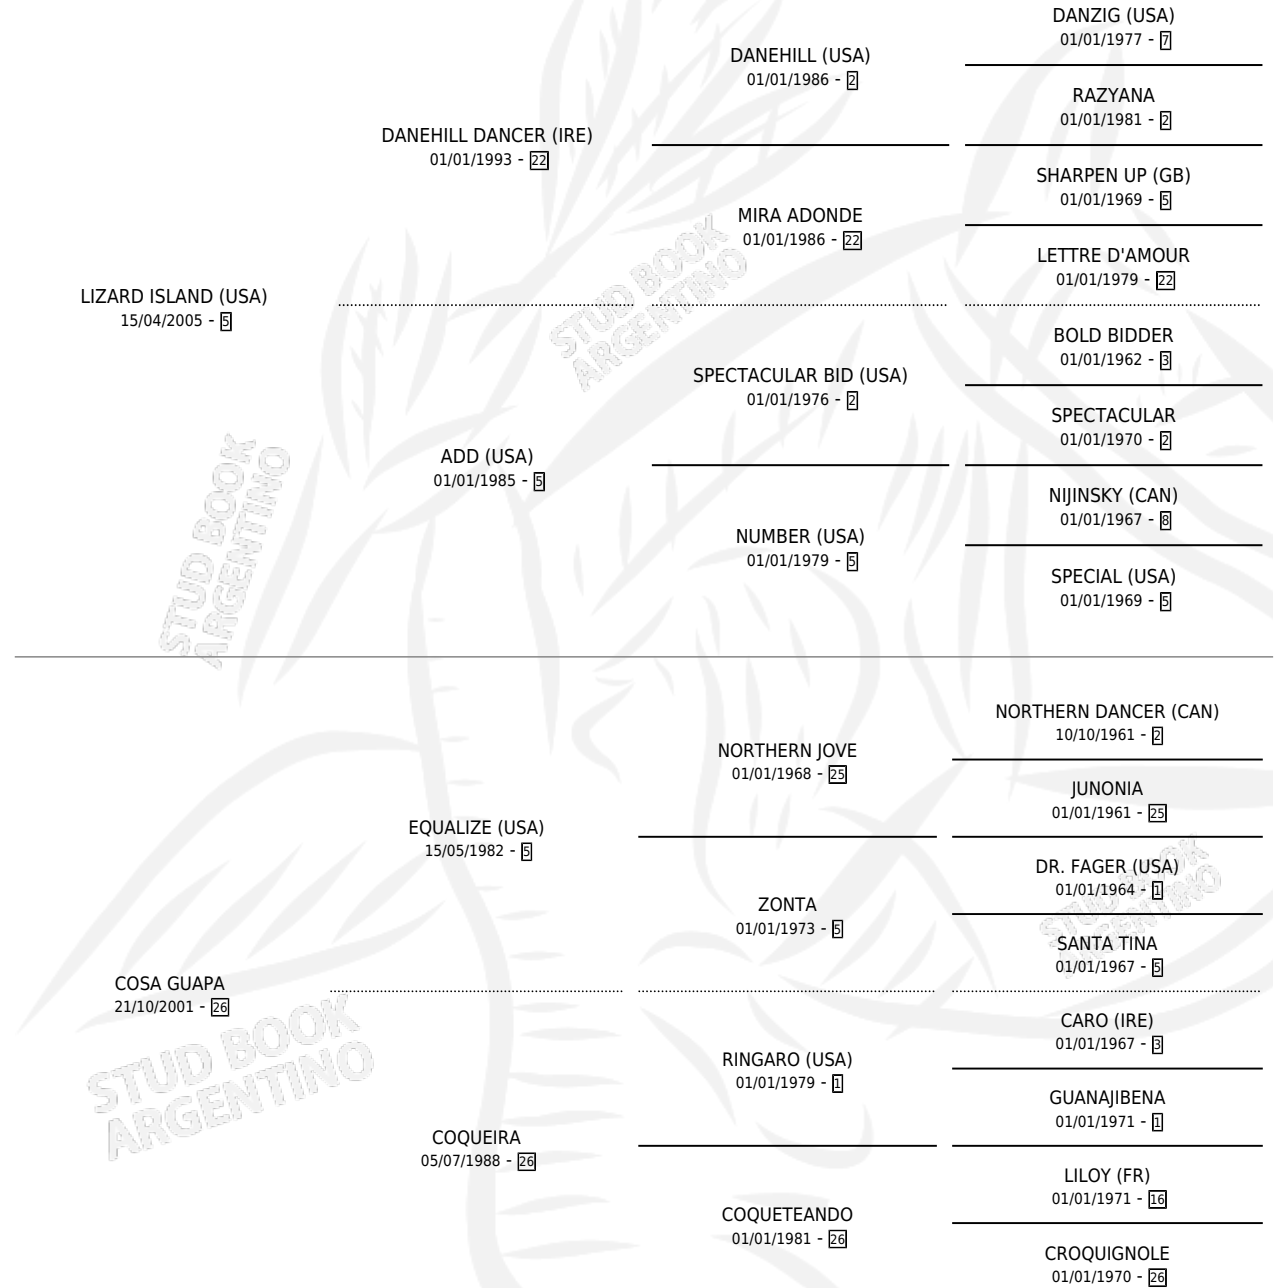 DANZIG (USA)
01/01/1977 - 7
DANEHILL (USA)
01/01/1986 - 2
RAZYANA
01/01/1981 - 2
DANEHILL DANCER (IRE)
01/01/1993 - 22
SHARPEN UP (GB)
01/01/1969 - 5
MIRA ADONDE
01/01/1986 - 22
LETTRE D'AMOUR
01/01/1979 - 22
LIZARD ISLAND (USA)
15/04/2005 - 5
STUD BOOK
ARGENTINO
BOLD BIDDER
01/01/1962 - 3
SPECTACULAR BID (USA)
01/01/1976 - 2
SPECTACULAR
01/01/1970 - 2
ADD (USA)
01/01/1985 - 5
NIJINSKY (CAN)
01/01/1967 - 8
NUMBER (USA)
01/01/1979 - 5
SPECIAL (USA)
01/01/1969 - 5
STUD BOOK
ARGENTINO
NORTHERN DANCER (CAN)
10/10/1961 - 2
NORTHERN JOVE
01/01/1968 - 25
JUNONIA
01/01/1961 - 25
EQUALIZE (USA)
15/05/1982 - 5
DR. FAGER (USA)
01/01/1964 - 1
ZONTA
01/01/1973 - 5
STUD BOOK
ARGENTINO
SANTA TINA
01/01/1967 - 5
COSA GUAPA
21/10/2001 - 26
CARO (IRE)
01/01/1967 - 3
RINGARO (USA)
01/01/1979 - 1
STUD BOOK
ARGENTINO
GUANAJIBENA
01/01/1971 - 1
COQUEIRA
05/07/1988 - 26
LILOY (FR)
01/01/1971 - 16
COQUETEANDO
01/01/1981 - 26
CROQUIGNOLE
01/01/1970 - 26